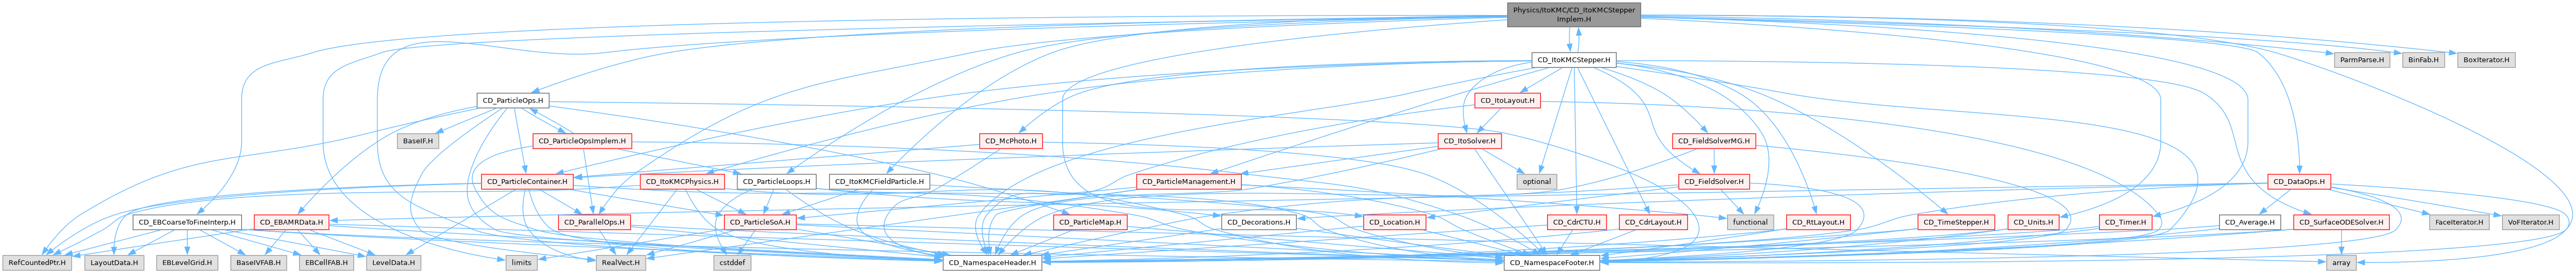 Physics/ItoKMC/CD_ItoKMCStepper
Implem.H
CD_ItoKMCStepper.H
ParmParse.H
BinFab.H
BoxIterator.H
CD_ParticleOps.H
CD_ItoLayout.H
BaseIF.H
CD_ParticleOpsImplem.H
CD_McPhoto.H
CD_ItoSolver.H
CD_FieldSolverMG.H
CD_ParticleContainer.H
CD_ItoKMCPhysics.H
CD_ParticleLoops.H
CD_ItoKMCFieldParticle.H
CD_ParticleManagement.H
optional
CD_FieldSolver.H
CD_DataOps.H
CD_EBCoarseToFineInterp.H
CD_EBAMRData.H
CD_ParallelOps.H
CD_ParticleSoA.H
CD_ParticleMap.H
CD_Decorations.H
CD_Location.H
CD_CdrCTU.H
CD_CdrLayout.H
functional
CD_RtLayout.H
CD_TimeStepper.H
CD_Units.H
CD_Timer.H
CD_Average.H
CD_SurfaceODESolver.H
FaceIterator.H
VoFIterator.H
RefCountedPtr.H
LayoutData.H
EBLevelGrid.H
BaseIVFAB.H
EBCellFAB.H
LevelData.H
limits
RealVect.H
cstddef
CD_NamespaceHeader.H
CD_NamespaceFooter.H
array